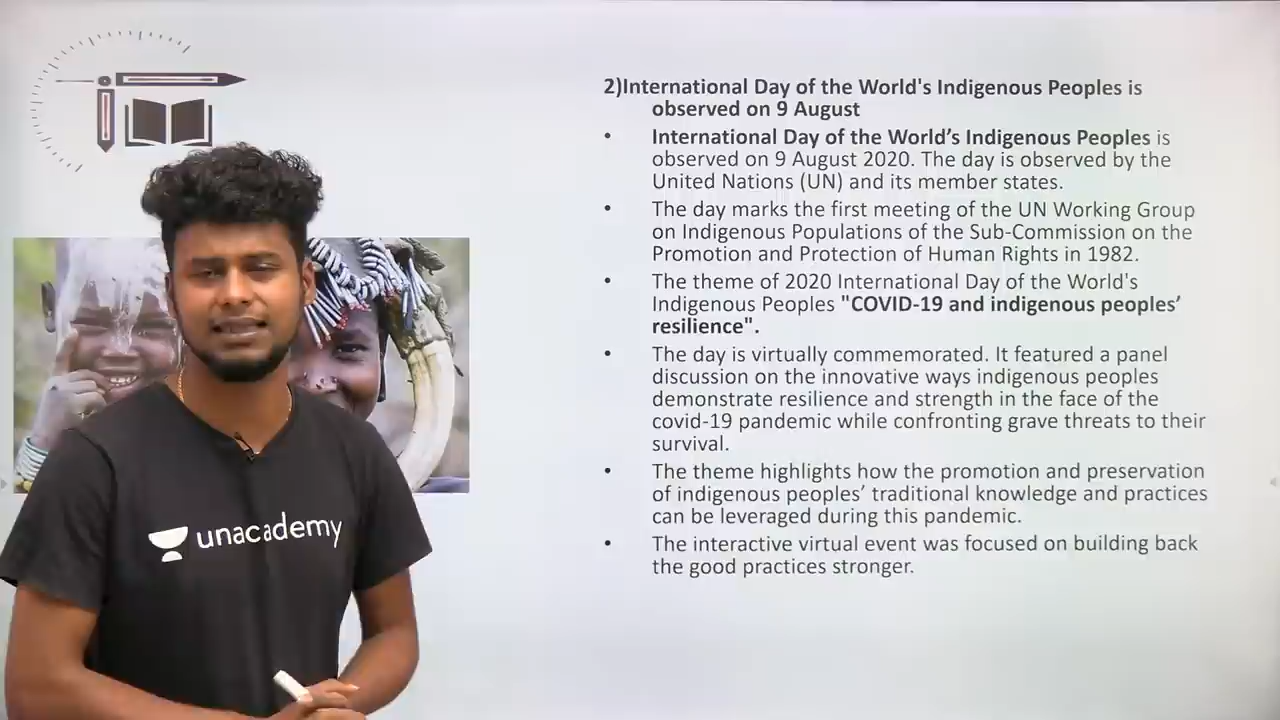 2)International Day of the World's Indigenous Peoples is
observed on 9 August
• International Day of the World’s Indigenous Peoples is
observed on 9 August 2020. The day is observed by the
United Nations (UN) and its member states.
• The day marks the first meeting of the UN Working Group
on Indigenous Populations of the Sub-Commission on the
Promotion and Protection of Human Rights in 1982.
• The theme of 2020 International Day of the World's
Indigenous Peoples "COVID-19 and indigenous peoples’
resilience".
• The day is virtually commemorated. It featured a panel
discussion on the innovative ways indigenous peoples
demonstrate resilience and strength in the face of the
covid-19 pandemic while confronting grave threats to their
survival.
• The theme highlights how the promotion and preservation
of indigenous peoples’ traditional knowledge and practices
can be leveraged during this pandemic.
• The interactive virtual event was focused on building back
the good practices stronger.
unacademy